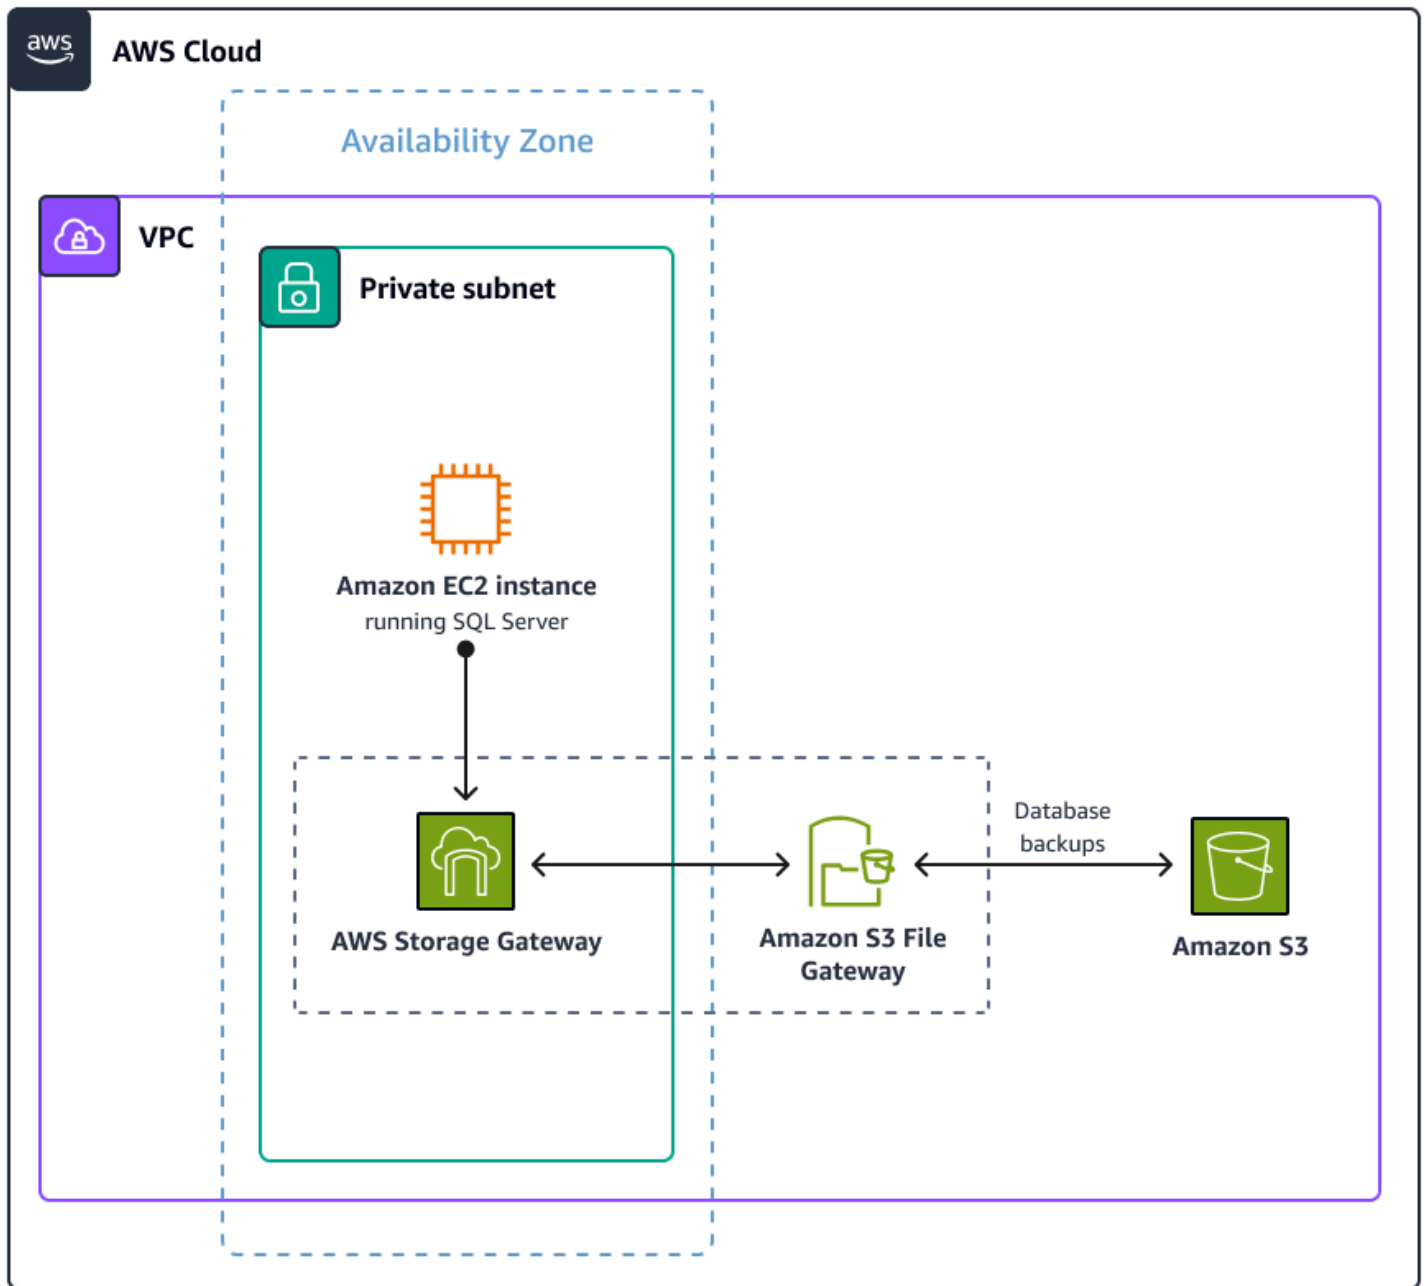 aws
AWS Cloud
Availability Zone
VPC
Private subnet
Amazon EC2 instance
running SQL Server
Database
backups
AWS Storage Gateway
Amazon S3 File
Gateway
Amazon S3